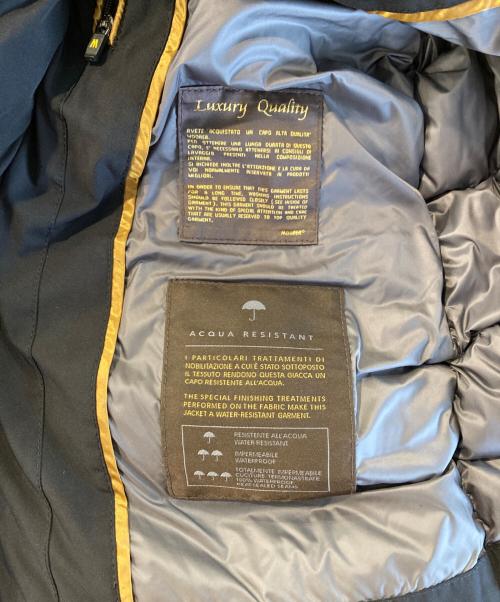 Luxury Quality
AVETE ACQUISTATO UN CAPO ALTA QUALITA'
MOORER.
PER OTTENERE UNA LUNGA DURATA DI QUESTO
CAPO, E' NECESSARIO ATTENERSI AI CONSIGLI DI
LAVAGGIO PRESENTI NELLA COMPOSIZIONE
INTERNA.
SI RICHIEDE INOLTRE L'ATTENZIONE E LA CURA DA
VOI NORMALMENTE RISERVATE AI PRODOTTI
MIGLIORI.
IN ORDER TO ENSURE THAT THIS GARMENT LASTS
FOR A LONG TIME, WASHING INSTRUCTIONS
SHOULD BE FOLLOWED CLOSELY (SEE INSIDE OF
GARMENT). THIS GARMENT SHOULD BE TREATED
WITH THE KIND OF SPECIAL ATTENTION AND CARE
THAT ARE USUALLY RESERVED TO TOP QUALITY
GARMENT.
MOORER®
ACQUA RESISTANT
I PARTICOLARI TRATTAMENTI DI
NOBILITAZIONE A CUI È STATO SOTTOPOSTO
IL TESSUTO RENDONO QUESTA GIACCA UN
CAPO RESISTENTE ALL'ACQUA.
THE SPECIAL FINISHING TREATMENTS
PERFORMED ON THE FABRIC MAKE THIS
JACKET A WATER-RESISTANT GARMENT.
RESISTENTE ALL'ACQUA
WATER-RESISTANT
IMPERMEABILE
WATERPROOF
TOTALMENTE IMPERMEABILE
CUCITURE TERMONASTRATE
100% WATERPROOF
HEAT-SEALED SEAMS